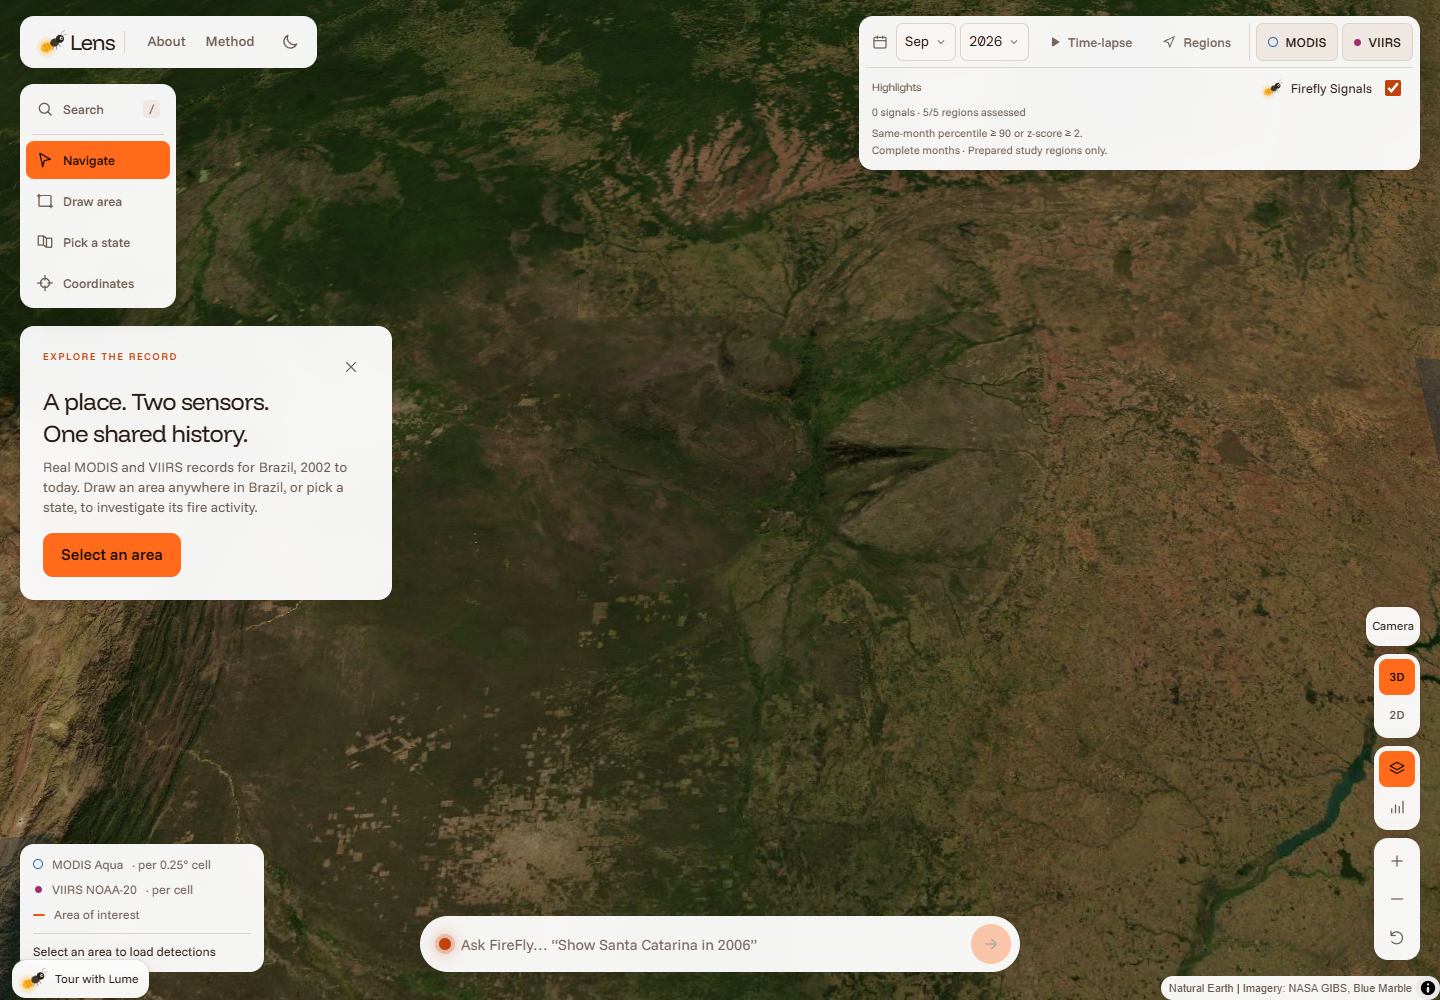 Lens
About
Method
Search
/
Navigate
Draw area
Pick a state
Coordinates
EXPLORE THE RECORD
A place. Two sensors.
One shared history.
Real MODIS and VIIRS records for Brazil, 2002 to
today. Draw an area anywhere in Brazil, or pick a
state, to investigate its fire activity.
Select an area
MODIS Aqua · per 0.25° cell
VIIRS NOAA-20 · per cell
Area of interest
Select an area to load detections
Tour with Lume
Ask FireFly… “Show Santa Catarina in 2006”
Sep
2026
Time-lapse
Regions
MODIS
VIIRS
Highlights
Firefly Signals
0 signals · 5/5 regions assessed
Same-month percentile ≥ 90 or z-score ≥ 2.
Complete months · Prepared study regions only.
Camera
3D
2D
Natural Earth | Imagery: NASA GIBS, Blue Marble